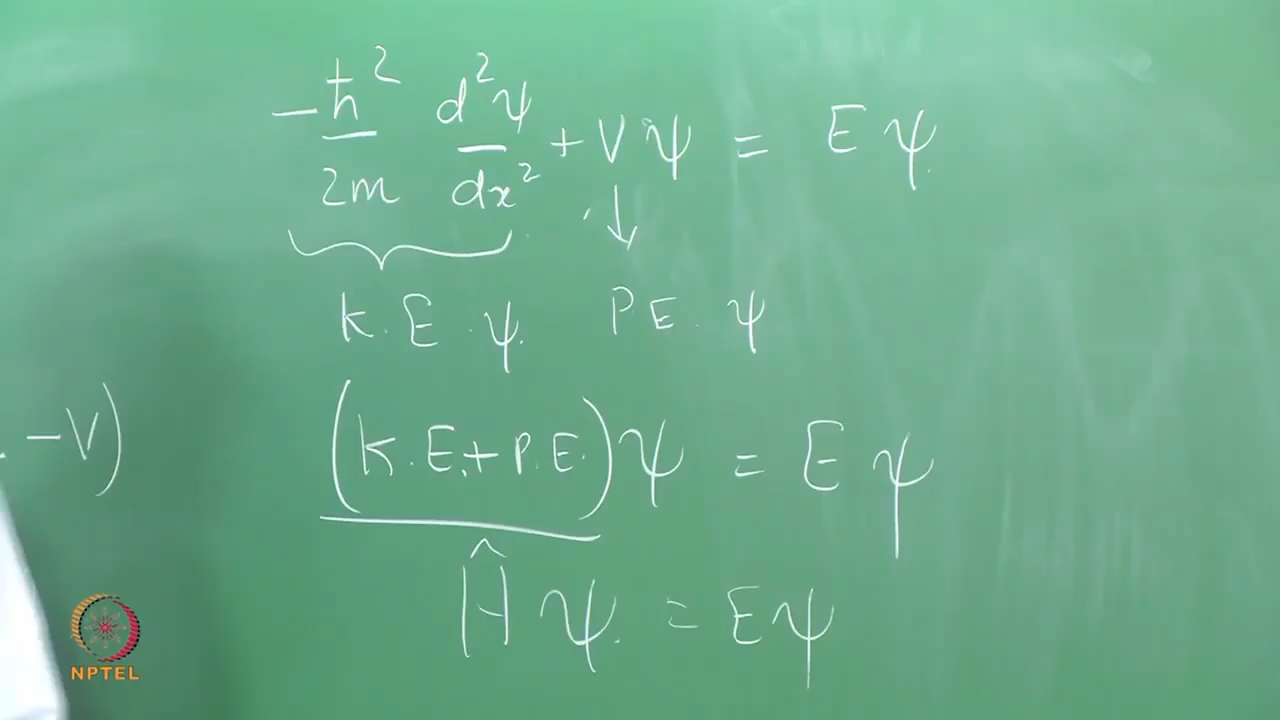 -ħ²/2m d²ψ/dx² + Vψ = Eψ
K.E.ψ P.E.ψ
-V) (K.E.+P.E.)ψ = Eψ
Ĥψ = Eψ
NPTEL